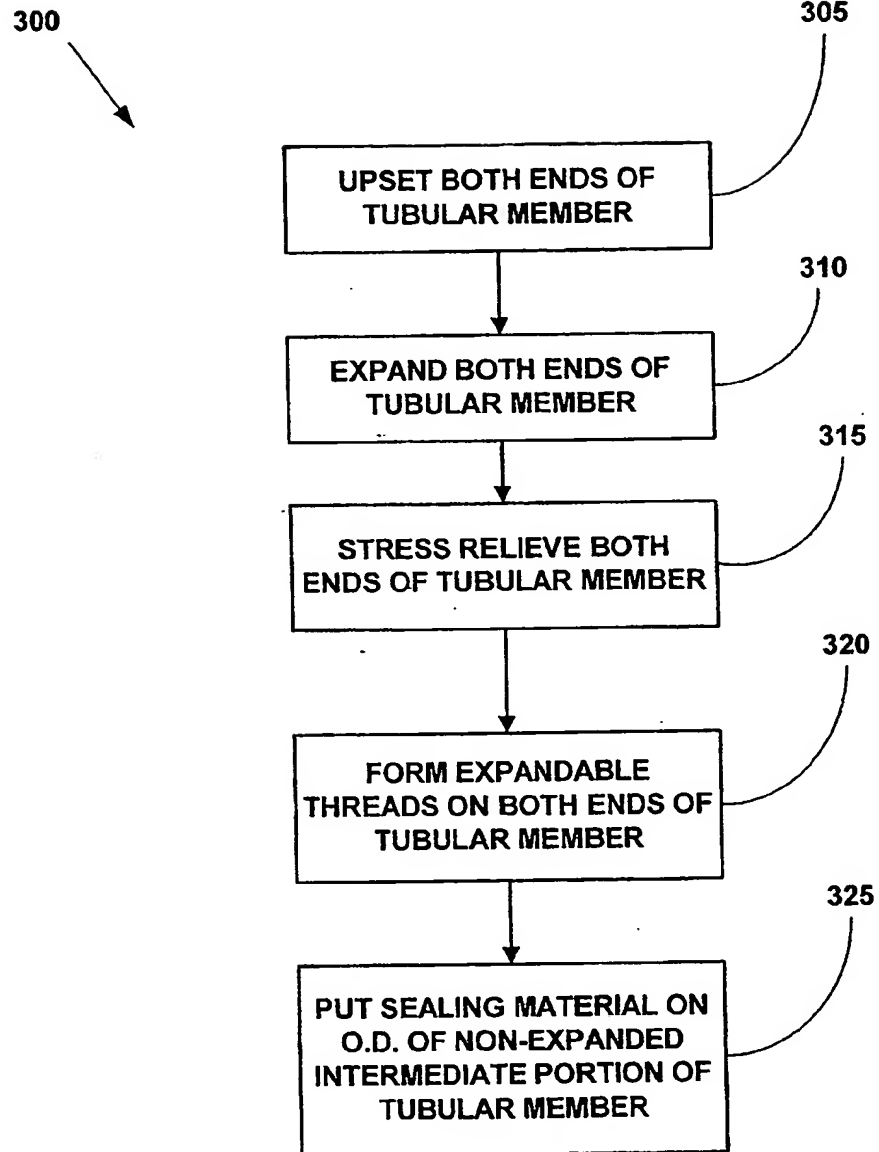 300
305
UPSET BOTH ENDS OF
TUBULAR MEMBER
310
EXPAND BOTH ENDS OF
TUBULAR MEMBER
315
STRESS RELIEVE BOTH
ENDS OF TUBULAR MEMBER
320
FORM EXPANDABLE
THREADS ON BOTH ENDS OF
TUBULAR MEMBER
325
PUT SEALING MATERIAL ON
O.D. OF NON-EXPANDED
INTERMEDIATE PORTION OF
TUBULAR MEMBER